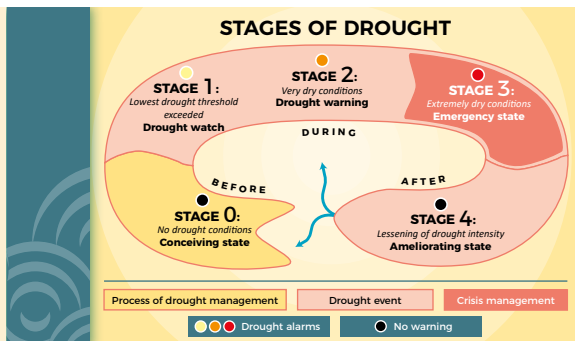 STAGES OF DROUGHT
STAGE 1:
Lowest drought threshold
exceeded
Drought watch
STAGE 2:
Very dry conditions
Drought warning
STAGE 3:
Extremely dry conditions
Emergency state
DURING
BEFORE
AFTER
STAGE 0:
No drought conditions
Conceiving state
STAGE 4:
Lessening of drought intensity
Ameliorating state
Process of drought management
Drought event
Crisis management
Drought alarms
No warning